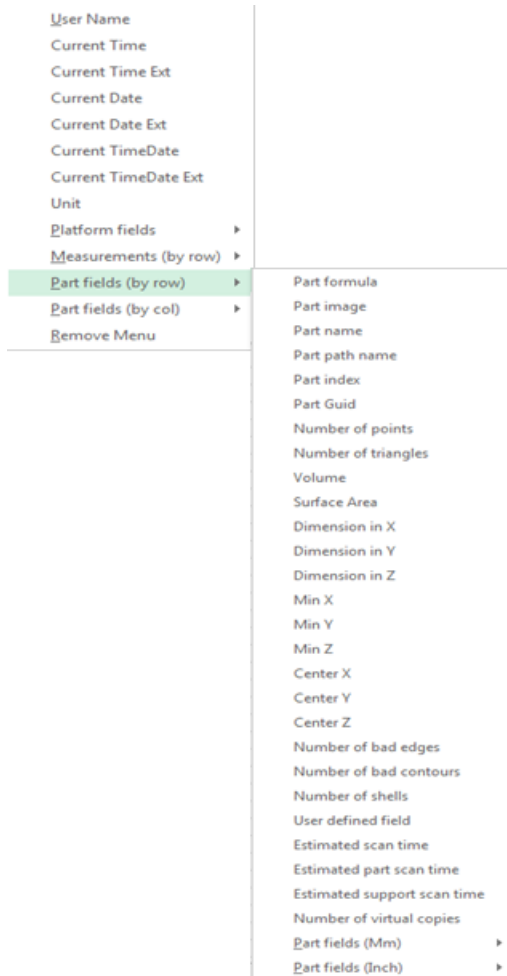 User Name
Current Time
Current Time Ext
Current Date
Current Date Ext
Current TimeDate
Current TimeDate Ext
Unit
Platform fields
Measurements (by row)
Part fields (by row)
Part fields (by col)
Remove Menu
Part formula
Part image
Part name
Part path name
Part index
Part Guid
Number of points
Number of triangles
Volume
Surface Area
Dimension in X
Dimension in Y
Dimension in Z
Min X
Min Y
Min Z
Center X
Center Y
Center Z
Number of bad edges
Number of bad contours
Number of shells
User defined field
Estimated scan time
Estimated part scan time
Estimated support scan time
Number of virtual copies
Part fields (Mm)
Part fields (Inch)